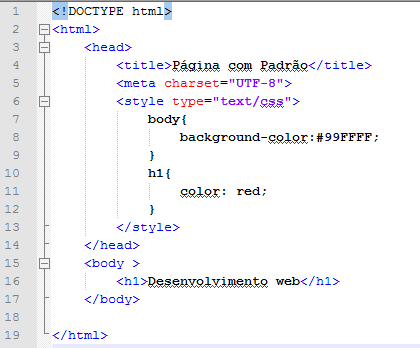 1 <!DOCTYPE html>
2 <html>
3 <head>
4 <title>Página com Padrão</title>
5 <meta charset="UTF-8">
6 <style type="text/css">
7 body{
8 background-color:#99FFFF;
9 }
10 h1{
11 color: red;
12 }
13 </style>
14 </head>
15 <body >
16 <h1>Desenvolvimento web</h1>
17 </body>
18
19 </html>